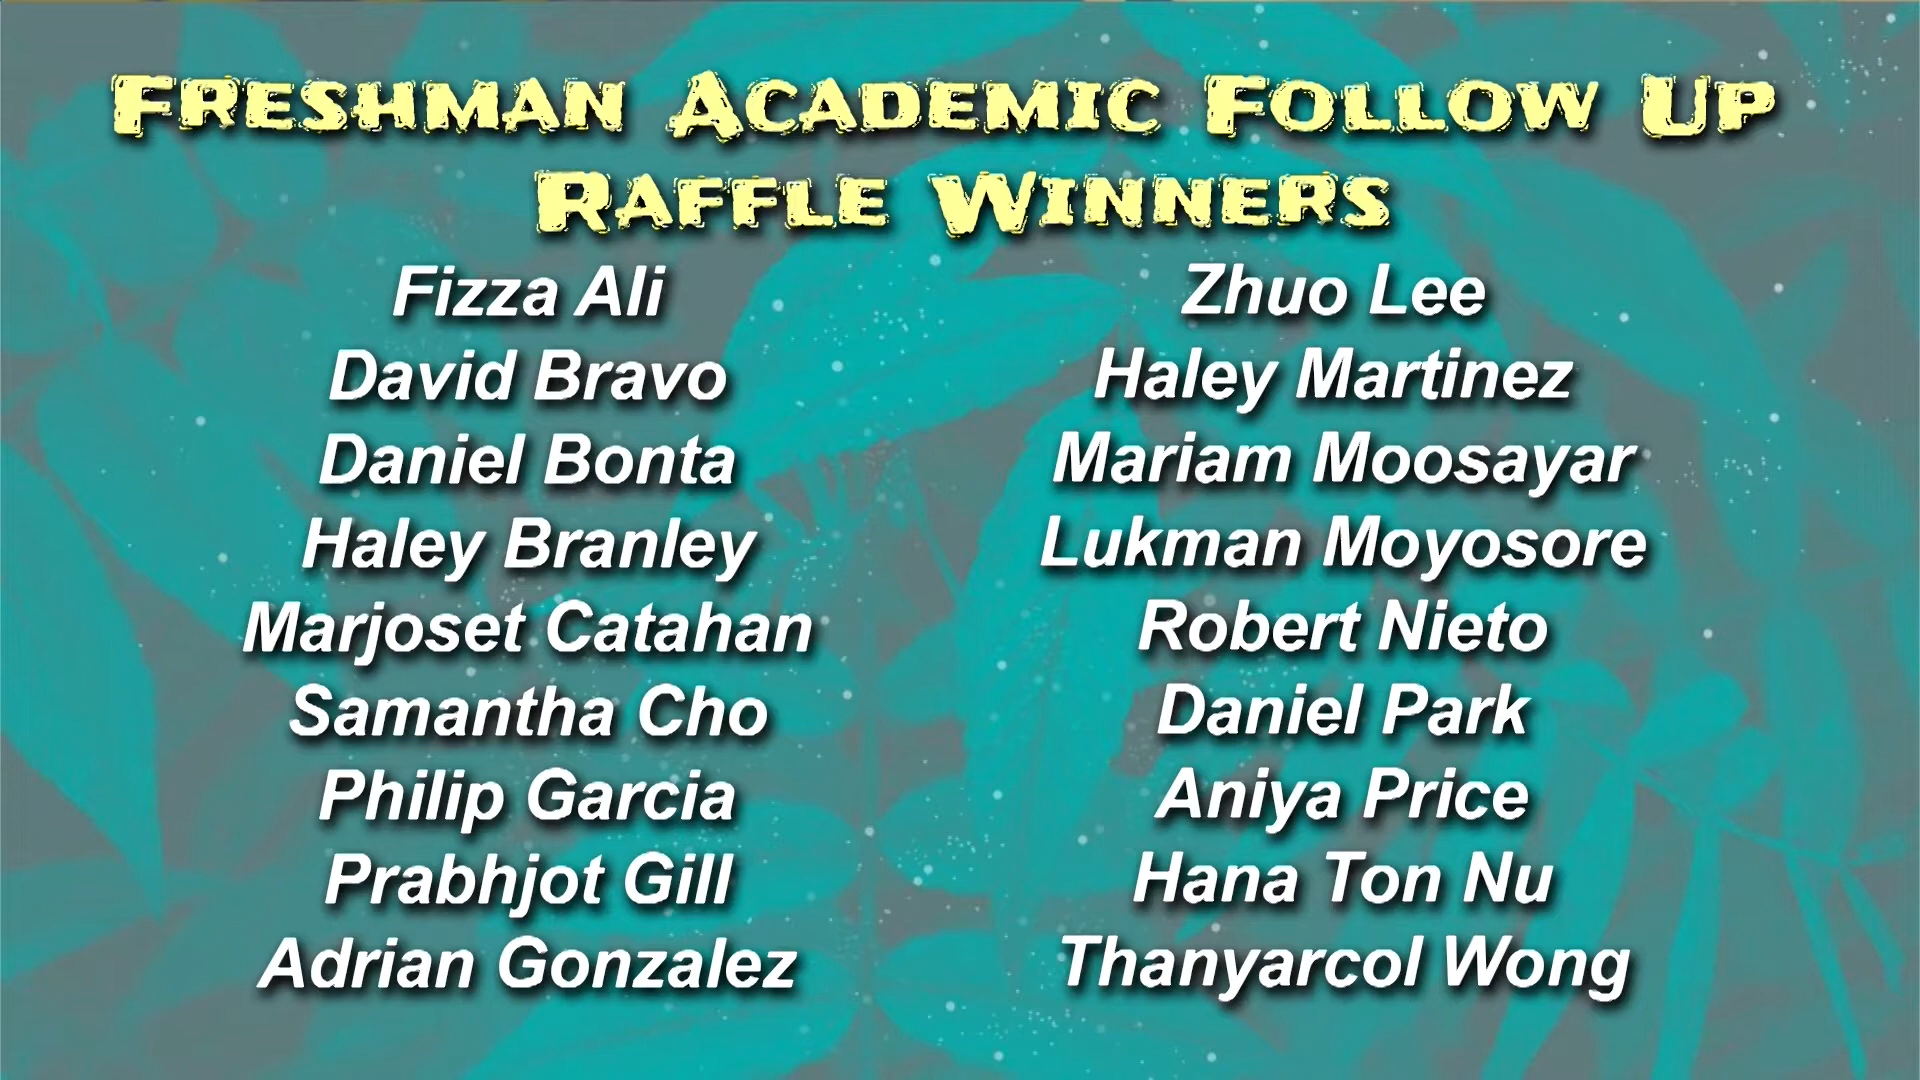 Freshman Academic Follow Up
Raffle Winners
Fizza Ali
David Bravo
Daniel Bonta
Haley Branley
Marjoset Catahan
Samantha Cho
Philip Garcia
Prabhjot Gill
Adrian Gonzalez
Zhuo Lee
Haley Martinez
Mariam Moosayar
Lukman Moyosore
Robert Nieto
Daniel Park
Aniya Price
Hana Ton Nu
Thanyarcol Wong